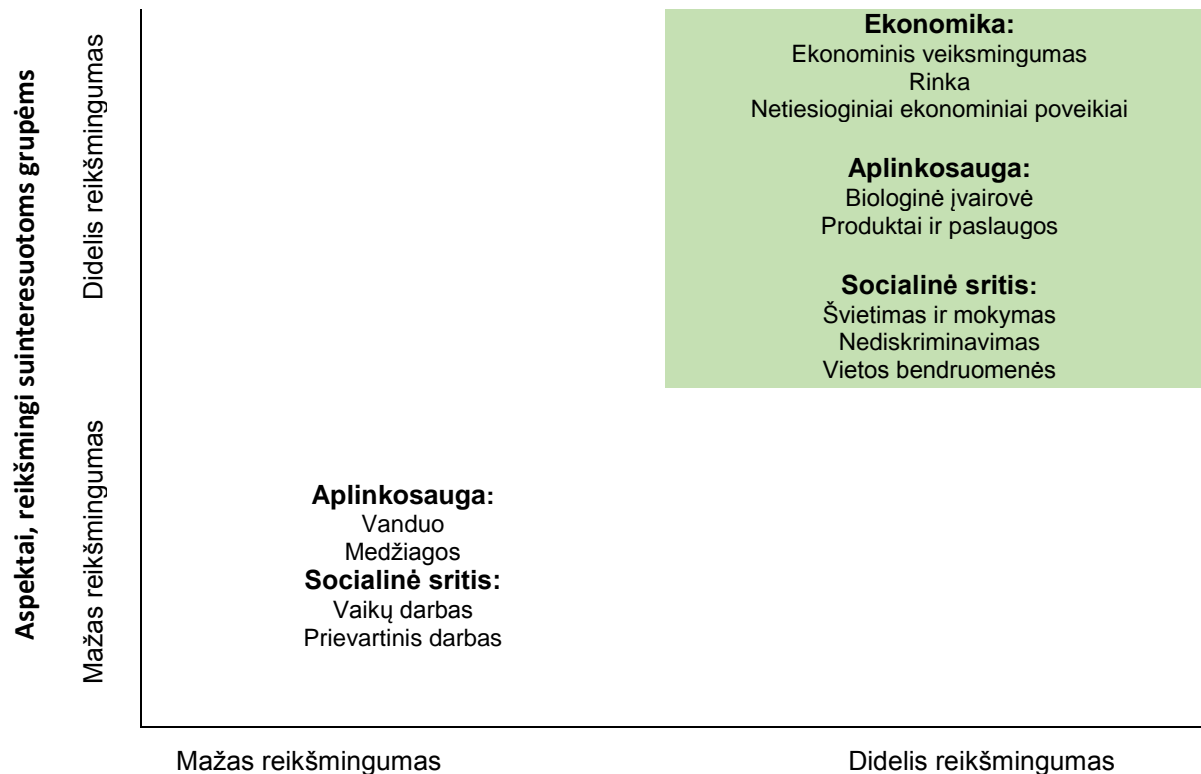 Aspektai, reikšmingi suinteresuotoms grupėms
Didelis reikšmingumas
Mažas reikšmingumas
Ekonomika:
Ekonominis veiksmingumas
Rinka
Netiesioginiai ekonominiai poveikiai
Aplinkosauga:
Biologinė įvairovė
Produktai ir paslaugos
Socialinė sritis:
Švietimas ir mokymas
Nediskriminavimas
Vietos bendruomenės
Aplinkosauga:
Vanduo
Medžiagos
Socialinė sritis:
Vaikų darbas
Prievartinis darbas
Mažas reikšmingumas
Didelis reikšmingumas